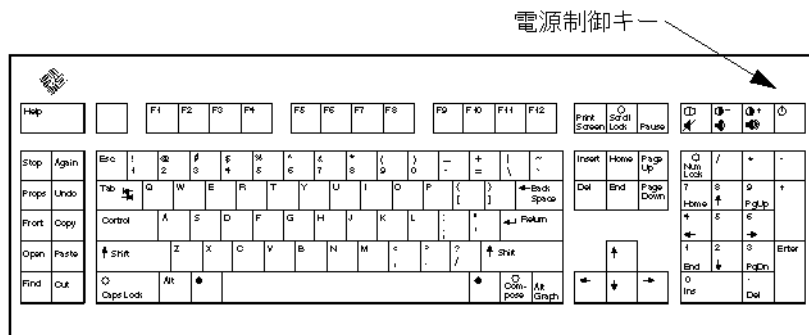 電源制御キー
Help F1 F2 F3 F4 F5 F6 F7 F8 F9 F10 F11 F12 Print Screen Scroll Lock Pause - +
Stop Again Esc ! 1 @ 2 # 3 $ 4 % 5 ^ 6 & 7 * 8 ( 9 ) 0 _ - + = | \ ~ ` Insert Home Page Up Num Lock / * -
Props Undo Tab Q W E R T Y U I O P { [ } ] Back Space Del End Page Down 7 Home 8 9 PgUp +
Front Copy Control A S D F G H J K L : ; " ' Return 4 5 6
Open Paste Shift Z X C V B N M < , > . ? / Shift 1 End 2 3 PgDn Enter
Find Cut Caps Lock Alt Compose Alt Graph 0 Ins . Del